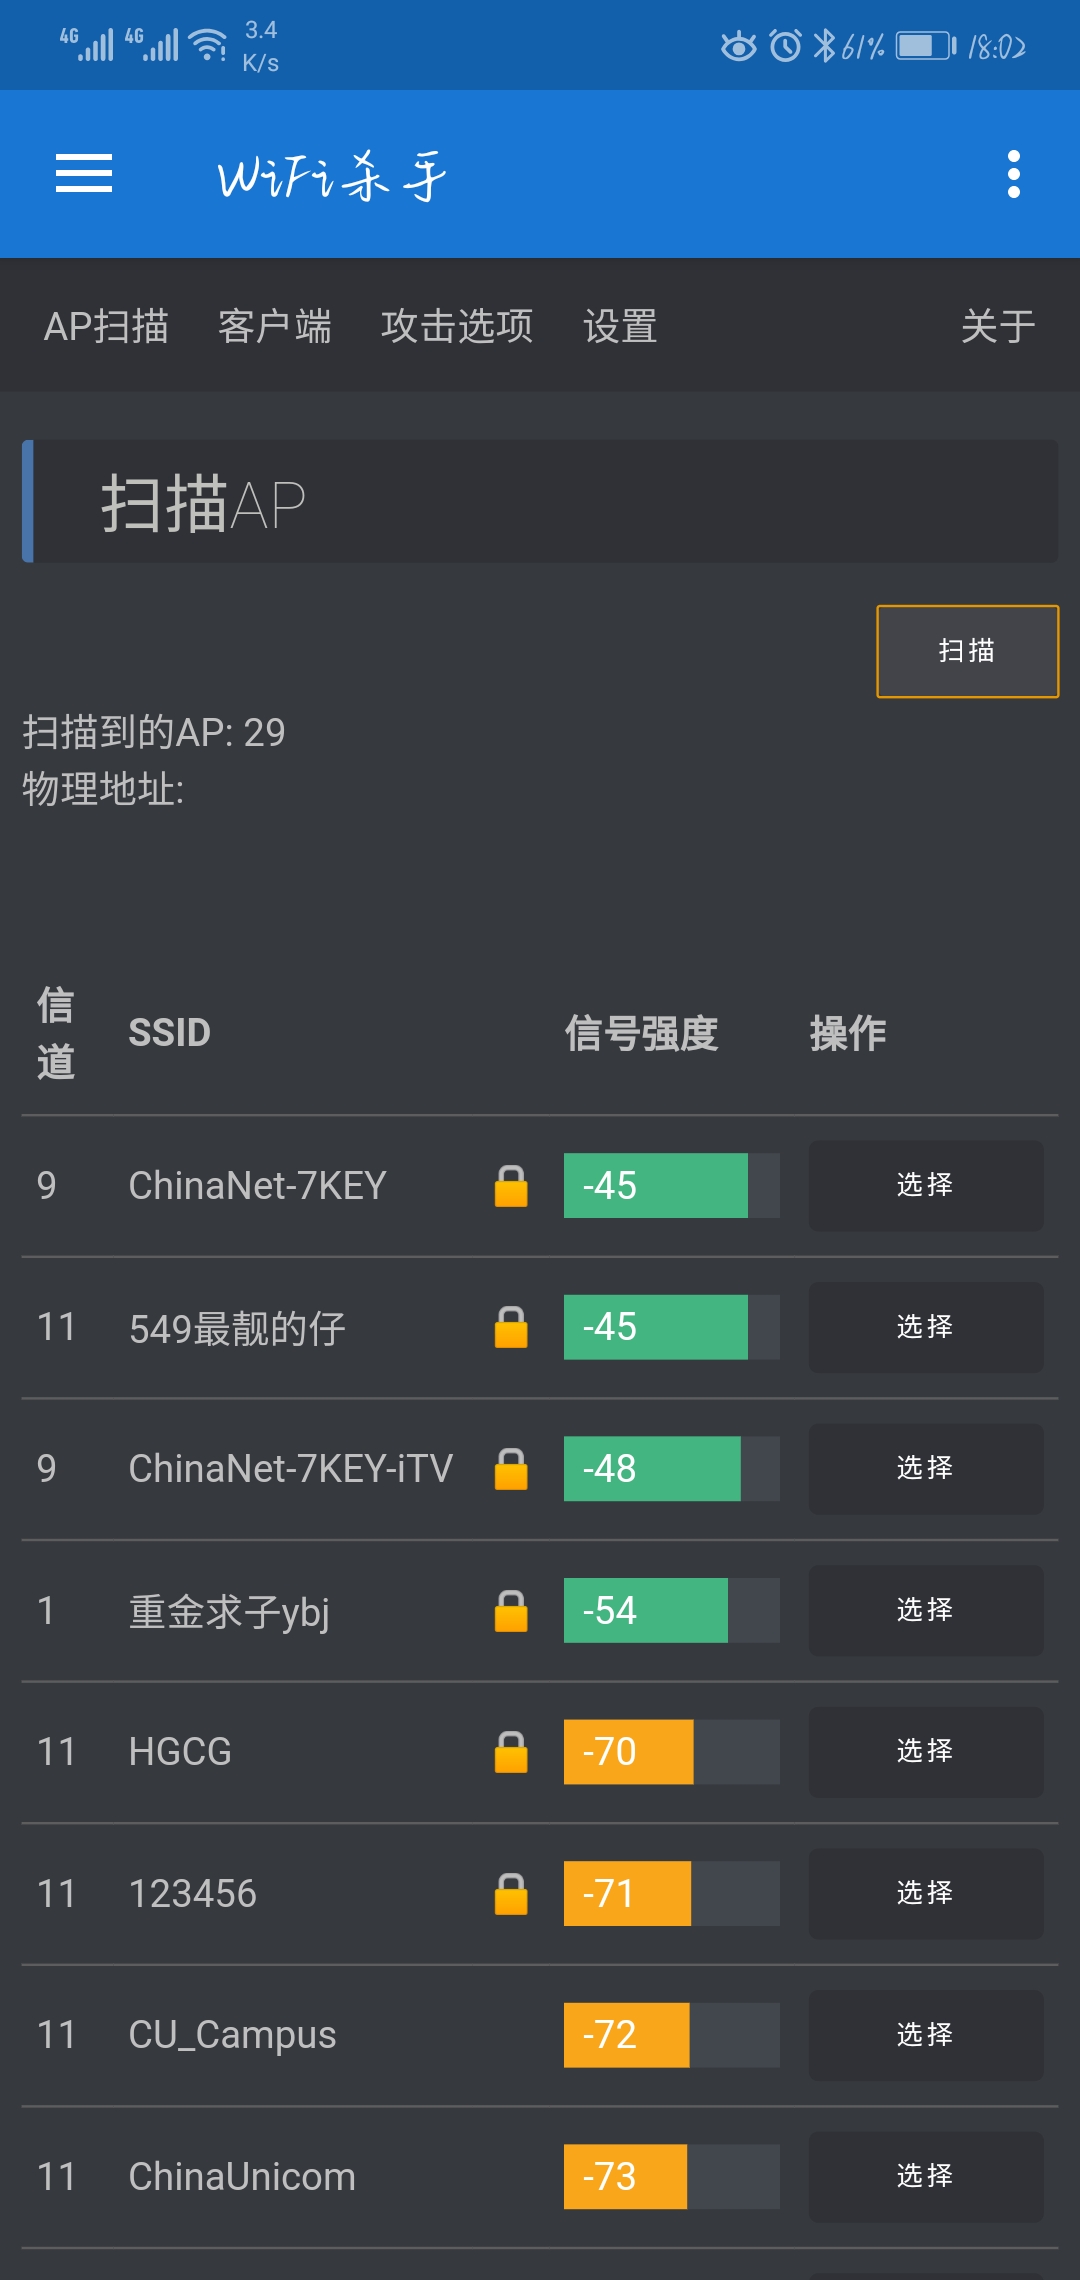 4G 4G 3.4 K/s 61% 18:02
WiFi杀手
AP扫描 客户端 攻击选项 设置 关于
扫描AP
扫描
扫描到的AP: 29
物理地址:
信道 SSID 信号强度 操作
9 ChinaNet-7KEY -45 选择
11 549最靓的仔 -45 选择
9 ChinaNet-7KEY-iTV -48 选择
1 重金求子ybj -54 选择
11 HGCG -70 选择
11 123456 -71 选择
11 CU_Campus -72 选择
11 ChinaUnicom -73 选择